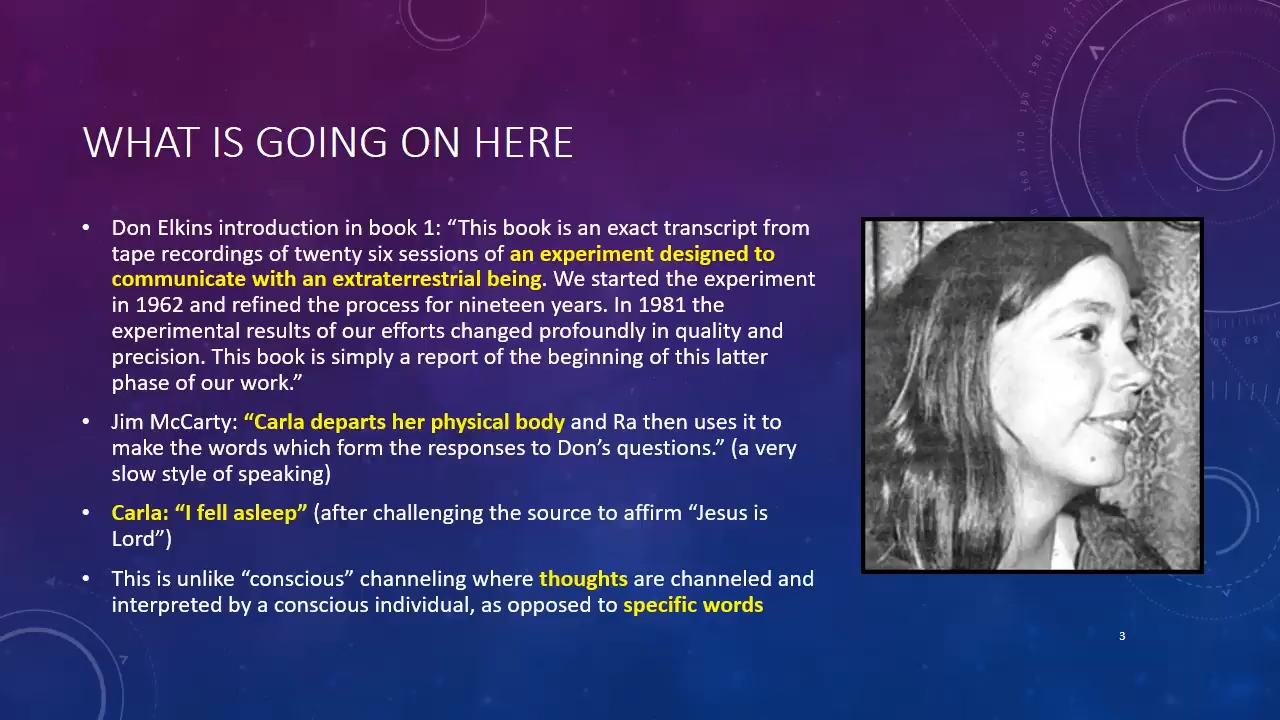 WHAT IS GOING ON HERE
• Don Elkins introduction in book 1: “This book is an exact transcript from
tape recordings of twenty six sessions of an experiment designed to
communicate with an extraterrestrial being. We started the experiment
in 1962 and refined the process for nineteen years. In 1981 the
experimental results of our efforts changed profoundly in quality and
precision. This book is simply a report of the beginning of this latter
phase of our work.”
• Jim McCarty: “Carla departs her physical body and Ra then uses it to
make the words which form the responses to Don’s questions.” (a very
slow style of speaking)
• Carla: “I fell asleep” (after challenging the source to affirm “Jesus is
Lord”)
• This is unlike “conscious” channeling where thoughts are channeled and
interpreted by a conscious individual, as opposed to specific words
3
160
170
180
190
200